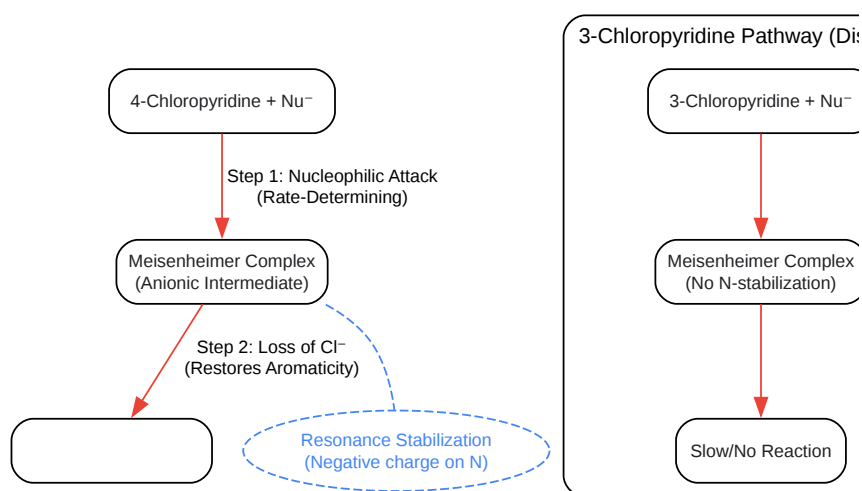 3-Chloropyridine Pathway (Dis
4-Chloropyridine + Nu⁻
3-Chloropyridine + Nu⁻
Step 1: Nucleophilic Attack
(Rate-Determining)
Meisenheimer Complex
(Anionic Intermediate)
Meisenheimer Complex
(No N-stabilization)
Step 2: Loss of Cl⁻
(Restores Aromaticity)
Resonance Stabilization
(Negative charge on N)
Slow/No Reaction